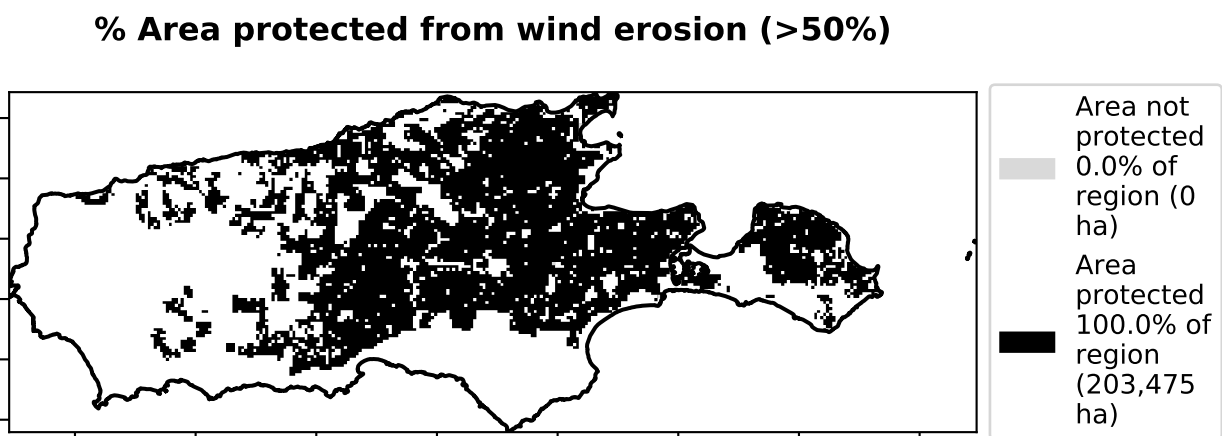 % Area protected from wind erosion (>50%)
Area not
protected
0.0% of
region (0
ha)
Area
protected
100.0% of
region
(203,475
ha)